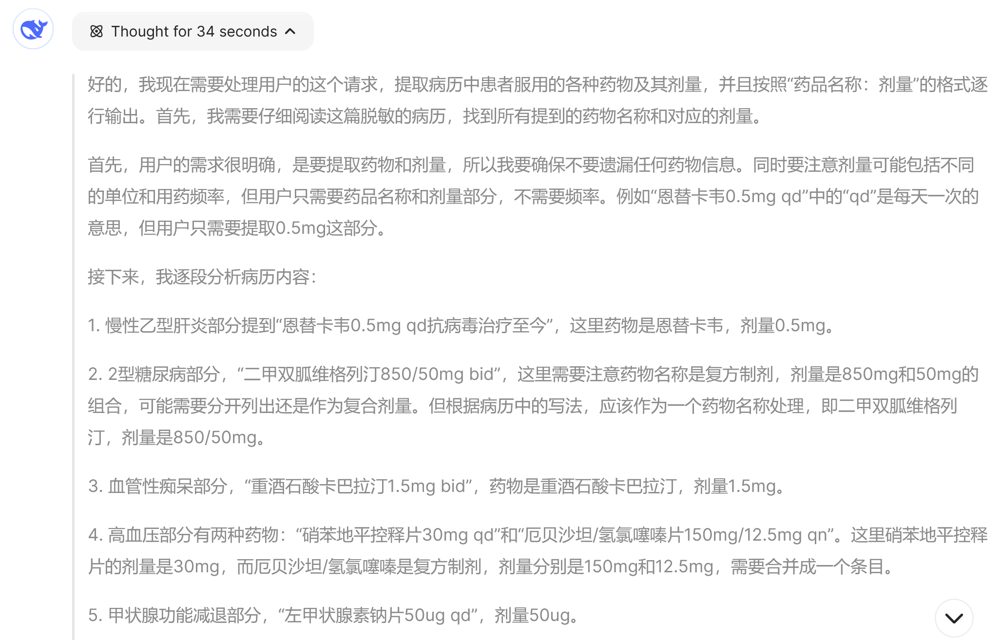 Thought for 34 seconds
好的，我现在需要处理用户的这个请求，提取病历中患者服用的各种药物及其剂量，并且按照“药品名称：剂量”的格式逐
行输出。首先，我需要仔细阅读这篇脱敏的病历，找到所有提到的药物名称和对应的剂量。
首先，用户的需求很明确，是要提取药物和剂量，所以我要确保不要遗漏任何药物信息。同时要注意剂量可能包括不同
的单位和用药频率，但用户只需要药品名称和剂量部分，不需要频率。例如“恩替卡韦0.5mg qd”中的“qd”是每天一次的
意思，但用户只需要提取0.5mg这部分。
接下来，我逐段分析病历内容：
1. 慢性乙型肝炎部分提到“恩替卡韦0.5mg qd抗病毒治疗至今”，这里药物是恩替卡韦，剂量0.5mg。
2. 2型糖尿病部分，“二甲双胍维格列汀850/50mg bid”，这里需要注意药物名称是复方制剂，剂量是850mg和50mg的
组合，可能需要分开列出还是作为复合剂量。但根据病历中的写法，应该作为一个药物名称处理，即二甲双胍维格列
汀，剂量是850/50mg。
3. 血管性痴呆部分，“重酒石酸卡巴拉汀1.5mg bid”，药物是重酒石酸卡巴拉汀，剂量1.5mg。
4. 高血压部分有两种药物：“硝苯地平控释片30mg qd”和“厄贝沙坦/氢氯噻嗪片150mg/12.5mg qn”。这里硝苯地平控释
片的剂量是30mg，而厄贝沙坦/氢氯噻嗪是复方制剂，剂量分别是150mg和12.5mg，需要合并成一个条目。
5. 甲状腺功能减退部分，“左甲状腺素钠片50ug qd”，剂量50ug。